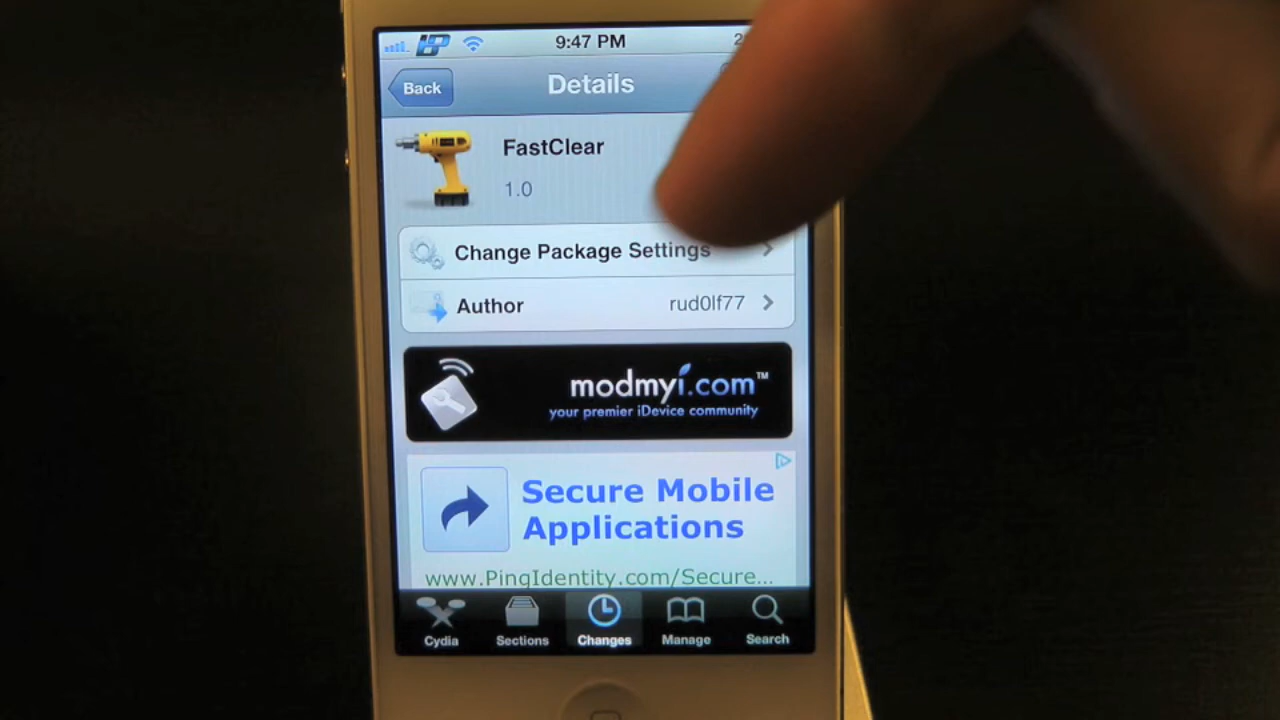 9:47 PM
Back
Details
FastClear
1.0
Change Package Settings
Author
rud0lf77
modmyi.com™
your premier iDevice community
Secure Mobile
Applications
www.PingIdentity.com/Secure...
Cydia
Sections
Changes
Manage
Search